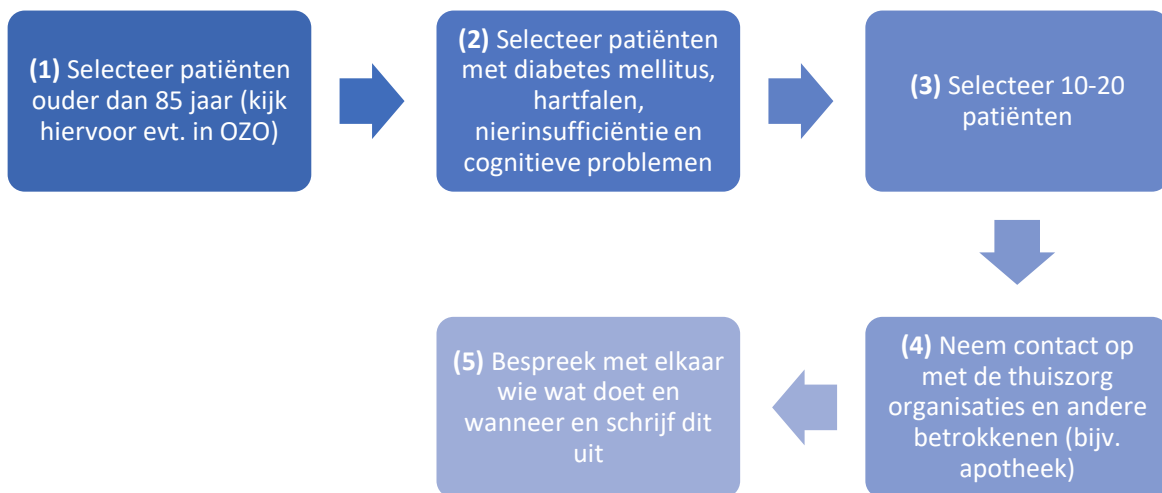 (1) Selecteer patiënten
ouder dan 85 jaar (kijk
hiervoor evt. in OZO)
(2) Selecteer patiënten
met diabetes mellitus,
hartfalen,
nierinsufficiëntie en
cognitieve problemen
(3) Selecteer 10-20
patiënten
(4) Neem contact op
met de thuiszorg
organisaties en andere
betrokkenen (bijv.
apotheek)
(5) Bespreek met elkaar
wie wat doet en
wanneer en schrijf dit
uit